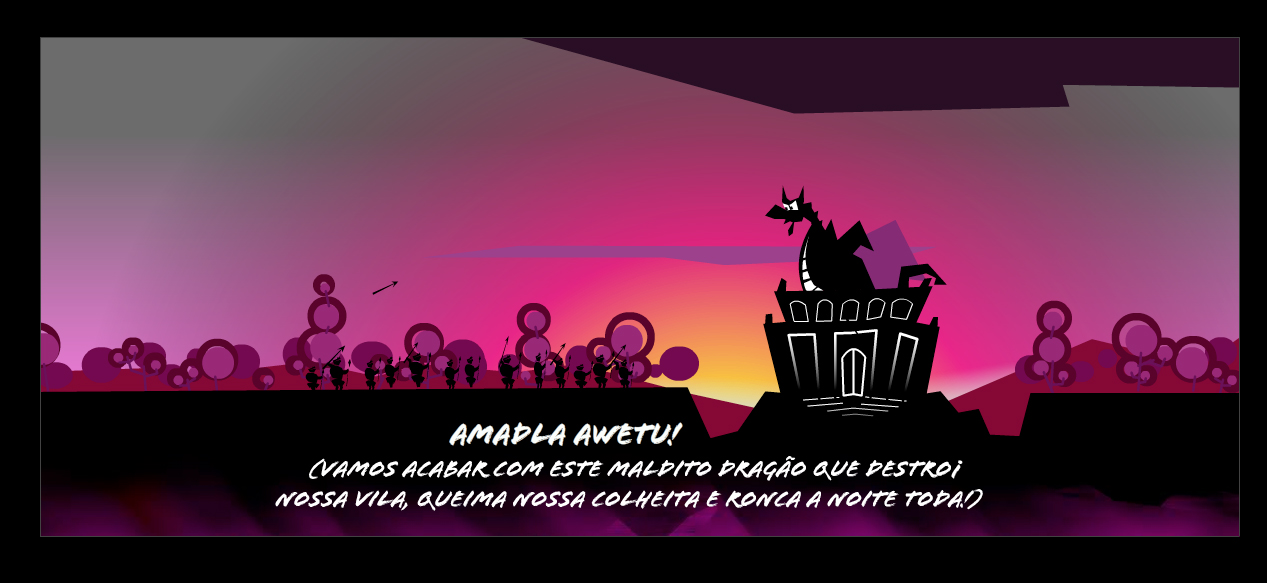 AMADLA AWETU!
(VAMOS ACABAR COM ESTE MALDITO DRAGÃO QUE DESTROI
NOSSA VILA, QUEIMA NOSSA COLHEITA E RONCA A NOITE TODA!)